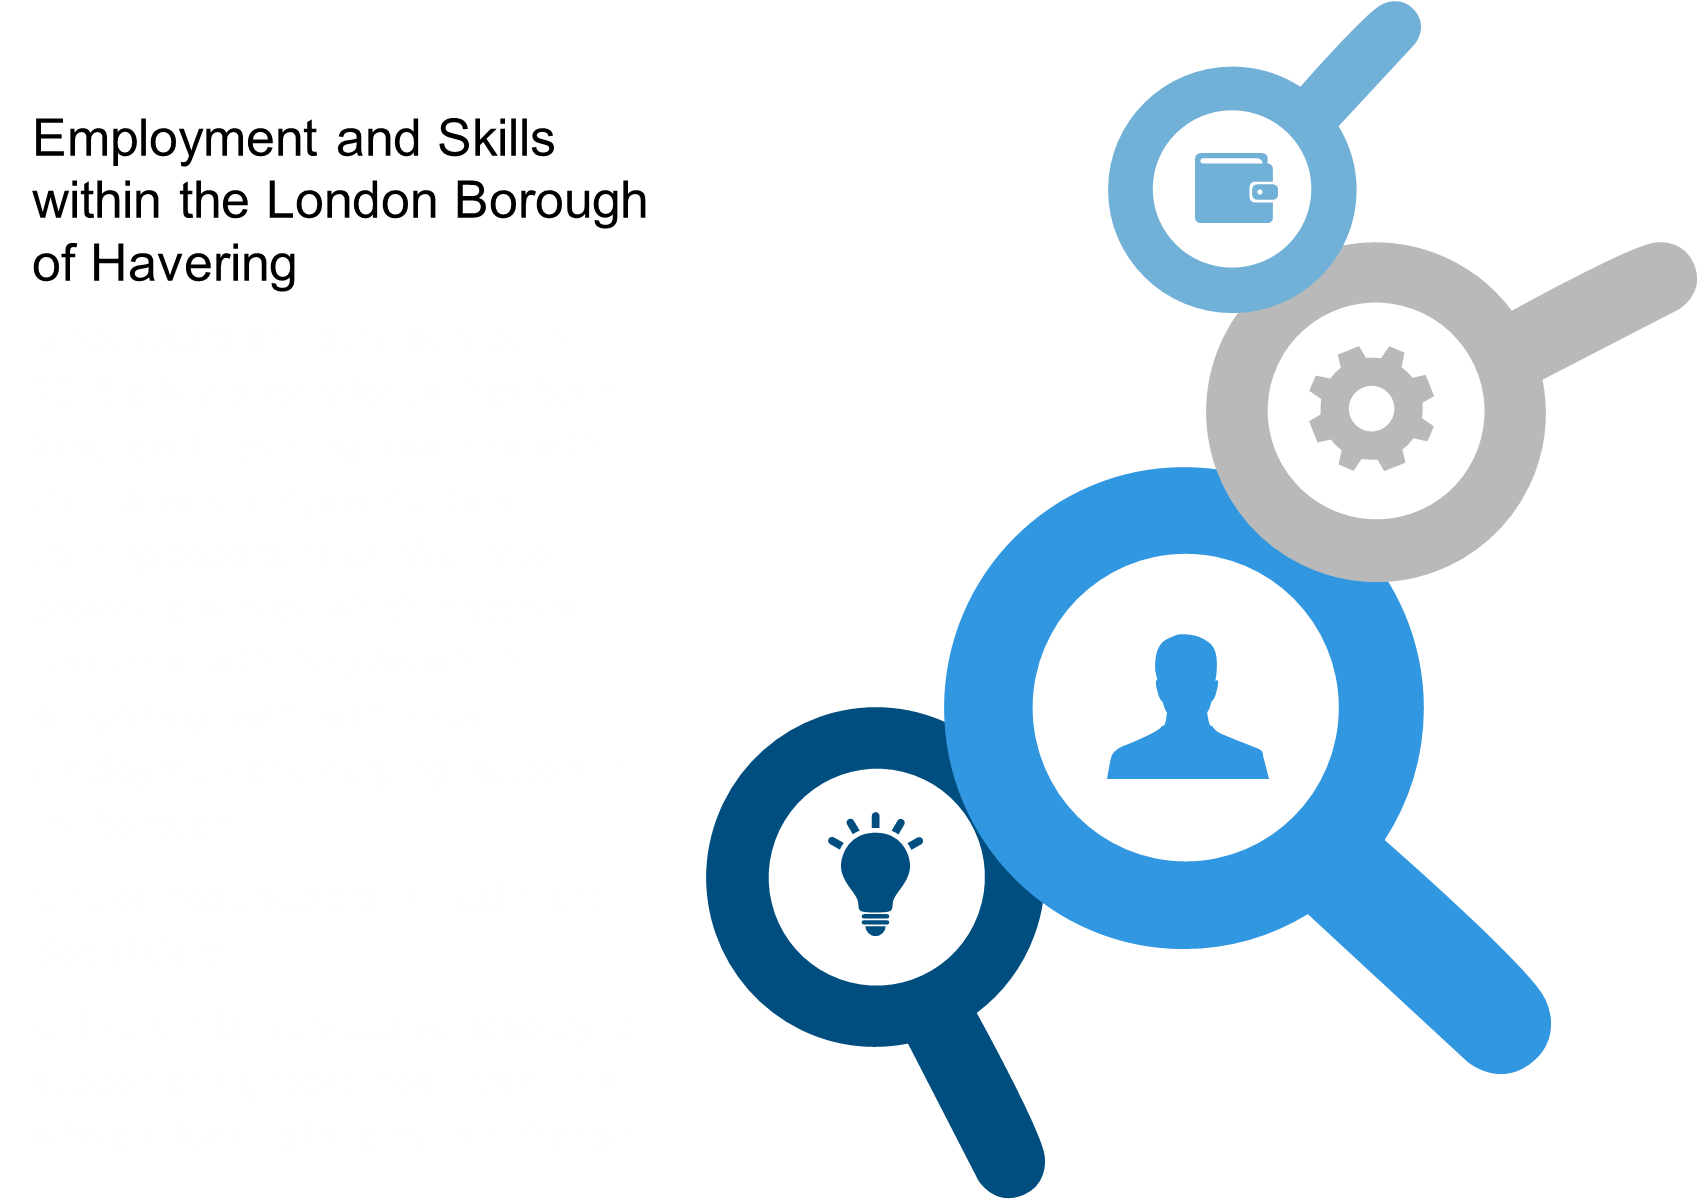 Employment and Skills
within the London Borough
of Havering